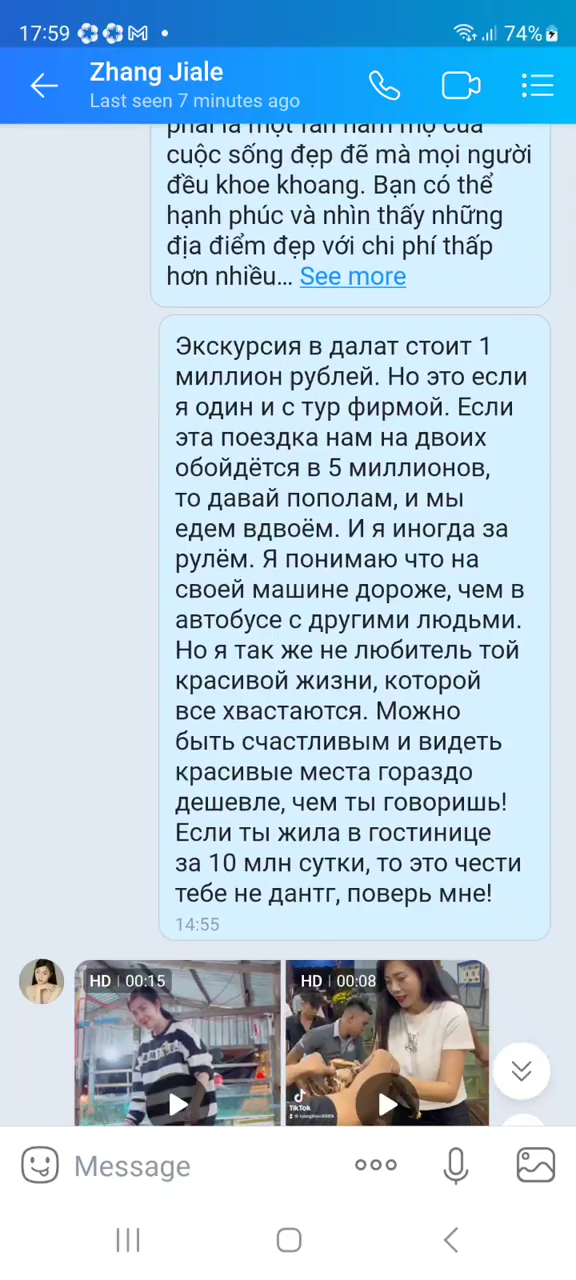 17:59
74%
Zhang Jiale
Last seen 7 minutes ago
cuộc sống đẹp đẽ mà mọi người
đều khoe khoang. Bạn có thể
hạnh phúc và nhìn thấy những
địa điểm đẹp với chi phí thấp
hơn nhiều... See more
Экскурсия в далат стоит 1
миллион рублей. Но это если
я один и с тур фирмой. Если
эта поездка нам на двоих
обойдётся в 5 миллионов,
то давай пополам, и мы
едем вдвоём. И я иногда за
рулём. Я понимаю что на
своей машине дороже, чем в
автобусе с другими людьми.
Но я так же не любитель той
красивой жизни, которой
все хвастаются. Можно
быть счастливым и видеть
красивые места гораздо
дешевле, чем ты говоришь!
Если ты жила в гостинице
за 10 млн сутки, то это чести
тебе не дантг, поверь мне!
14:55
HD | 00:15
HD | 00:08
TikTok
Message